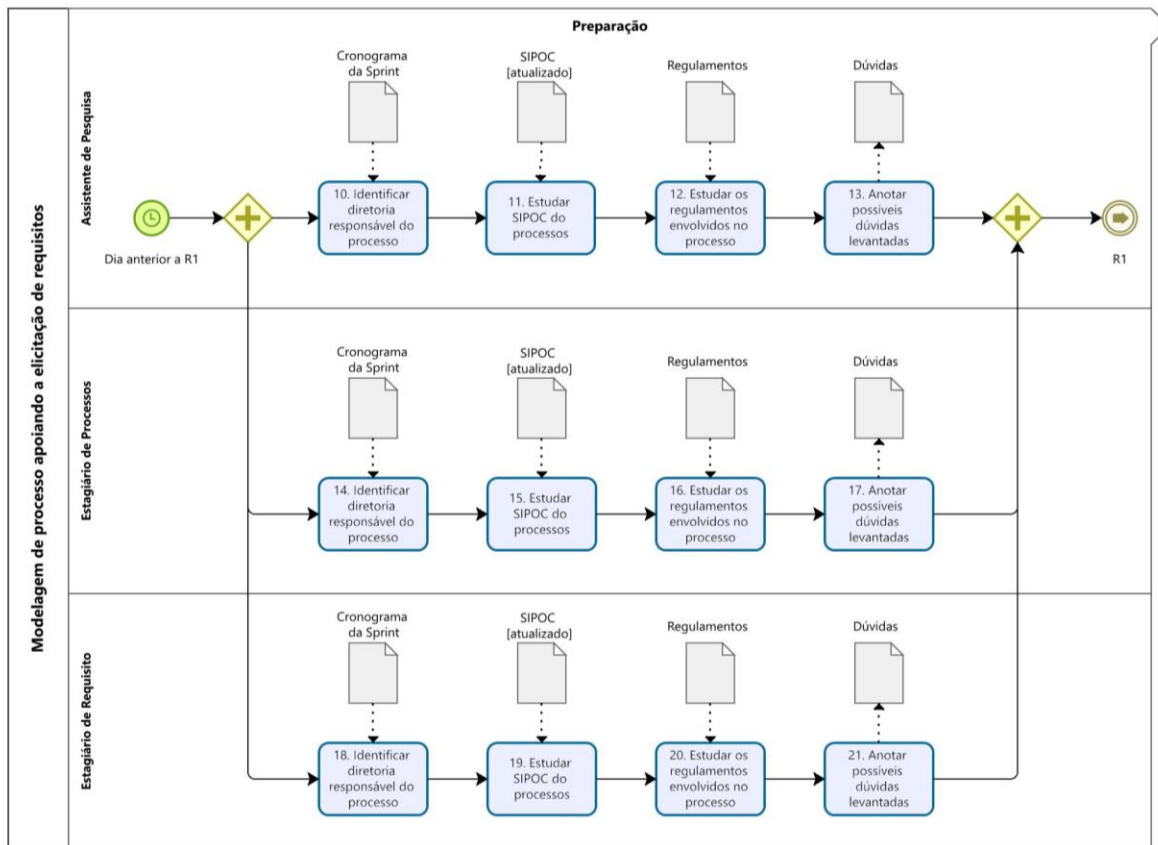 Preparação
Modelagem de processo apoiando a elicitação de requisitos
Assistente de Pesquisa
Cronograma
da Sprint
SIPOC
[atualizado]
Regulamentos
Dúvidas
Dia anterior a R1
10. Identificar
diretoria
responsável do
processo
11. Estudar
SIPOC do
processos
12. Estudar os
regulamentos
envolvidos no
processo
13. Anotar
possíveis
dúvidas
levantadas
R1
Estagiário de Processos
Cronograma
da Sprint
SIPOC
[atualizado]
Regulamentos
Dúvidas
14. Identificar
diretoria
responsável do
processo
15. Estudar
SIPOC do
processos
16. Estudar os
regulamentos
envolvidos no
processo
17. Anotar
possíveis
dúvidas
levantadas
Estagiário de Requisito
Cronograma
da Sprint
SIPOC
[atualizado]
Regulamentos
Dúvidas
18. Identificar
diretoria
responsável do
processo
19. Estudar
SIPOC do
processos
20. Estudar os
regulamentos
envolvidos no
processo
21. Anotar
possíveis
dúvidas
levantadas